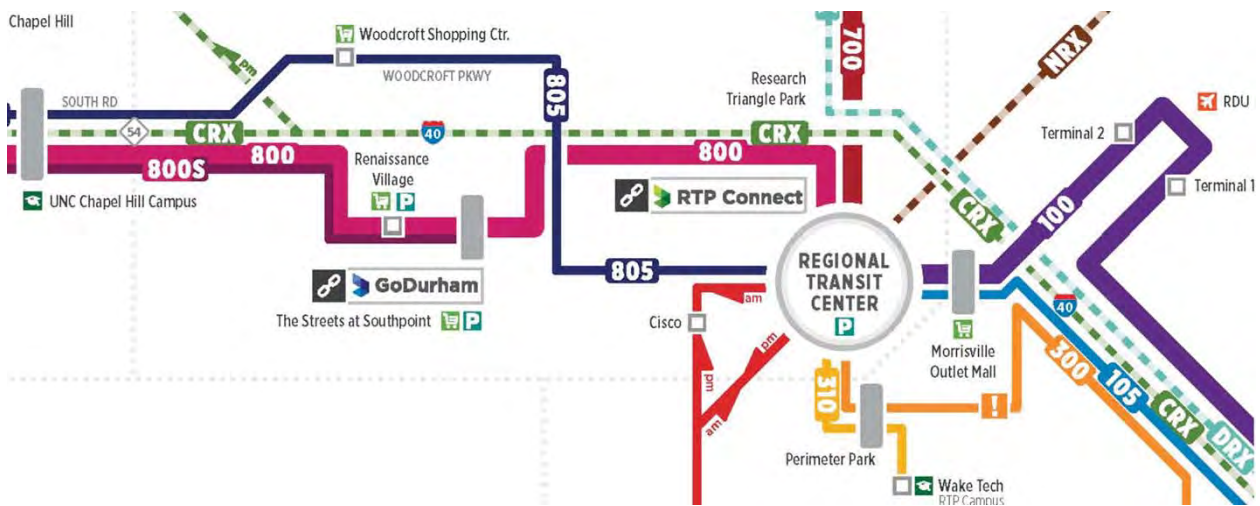 Chapel Hill
Woodcroft Shopping Ctr.
WOODCROFT PKWY
SOUTH RD
pm
805
700
NRX
Research
Triangle Park
RDU
Terminal 2
Terminal 1
54
CRX
40
CRX
800
800S
800
Renaissance
Village
P
RTP Connect
UNC Chapel Hill Campus
CRX
100
GoDurham
The Streets at Southpoint
P
805
REGIONAL
TRANSIT
CENTER
P
am
Cisco
pm
pm
am
40
Morrisville
Outlet Mall
300
105
CRX
DRX
310
!
Perimeter Park
Wake Tech
RTP Campus